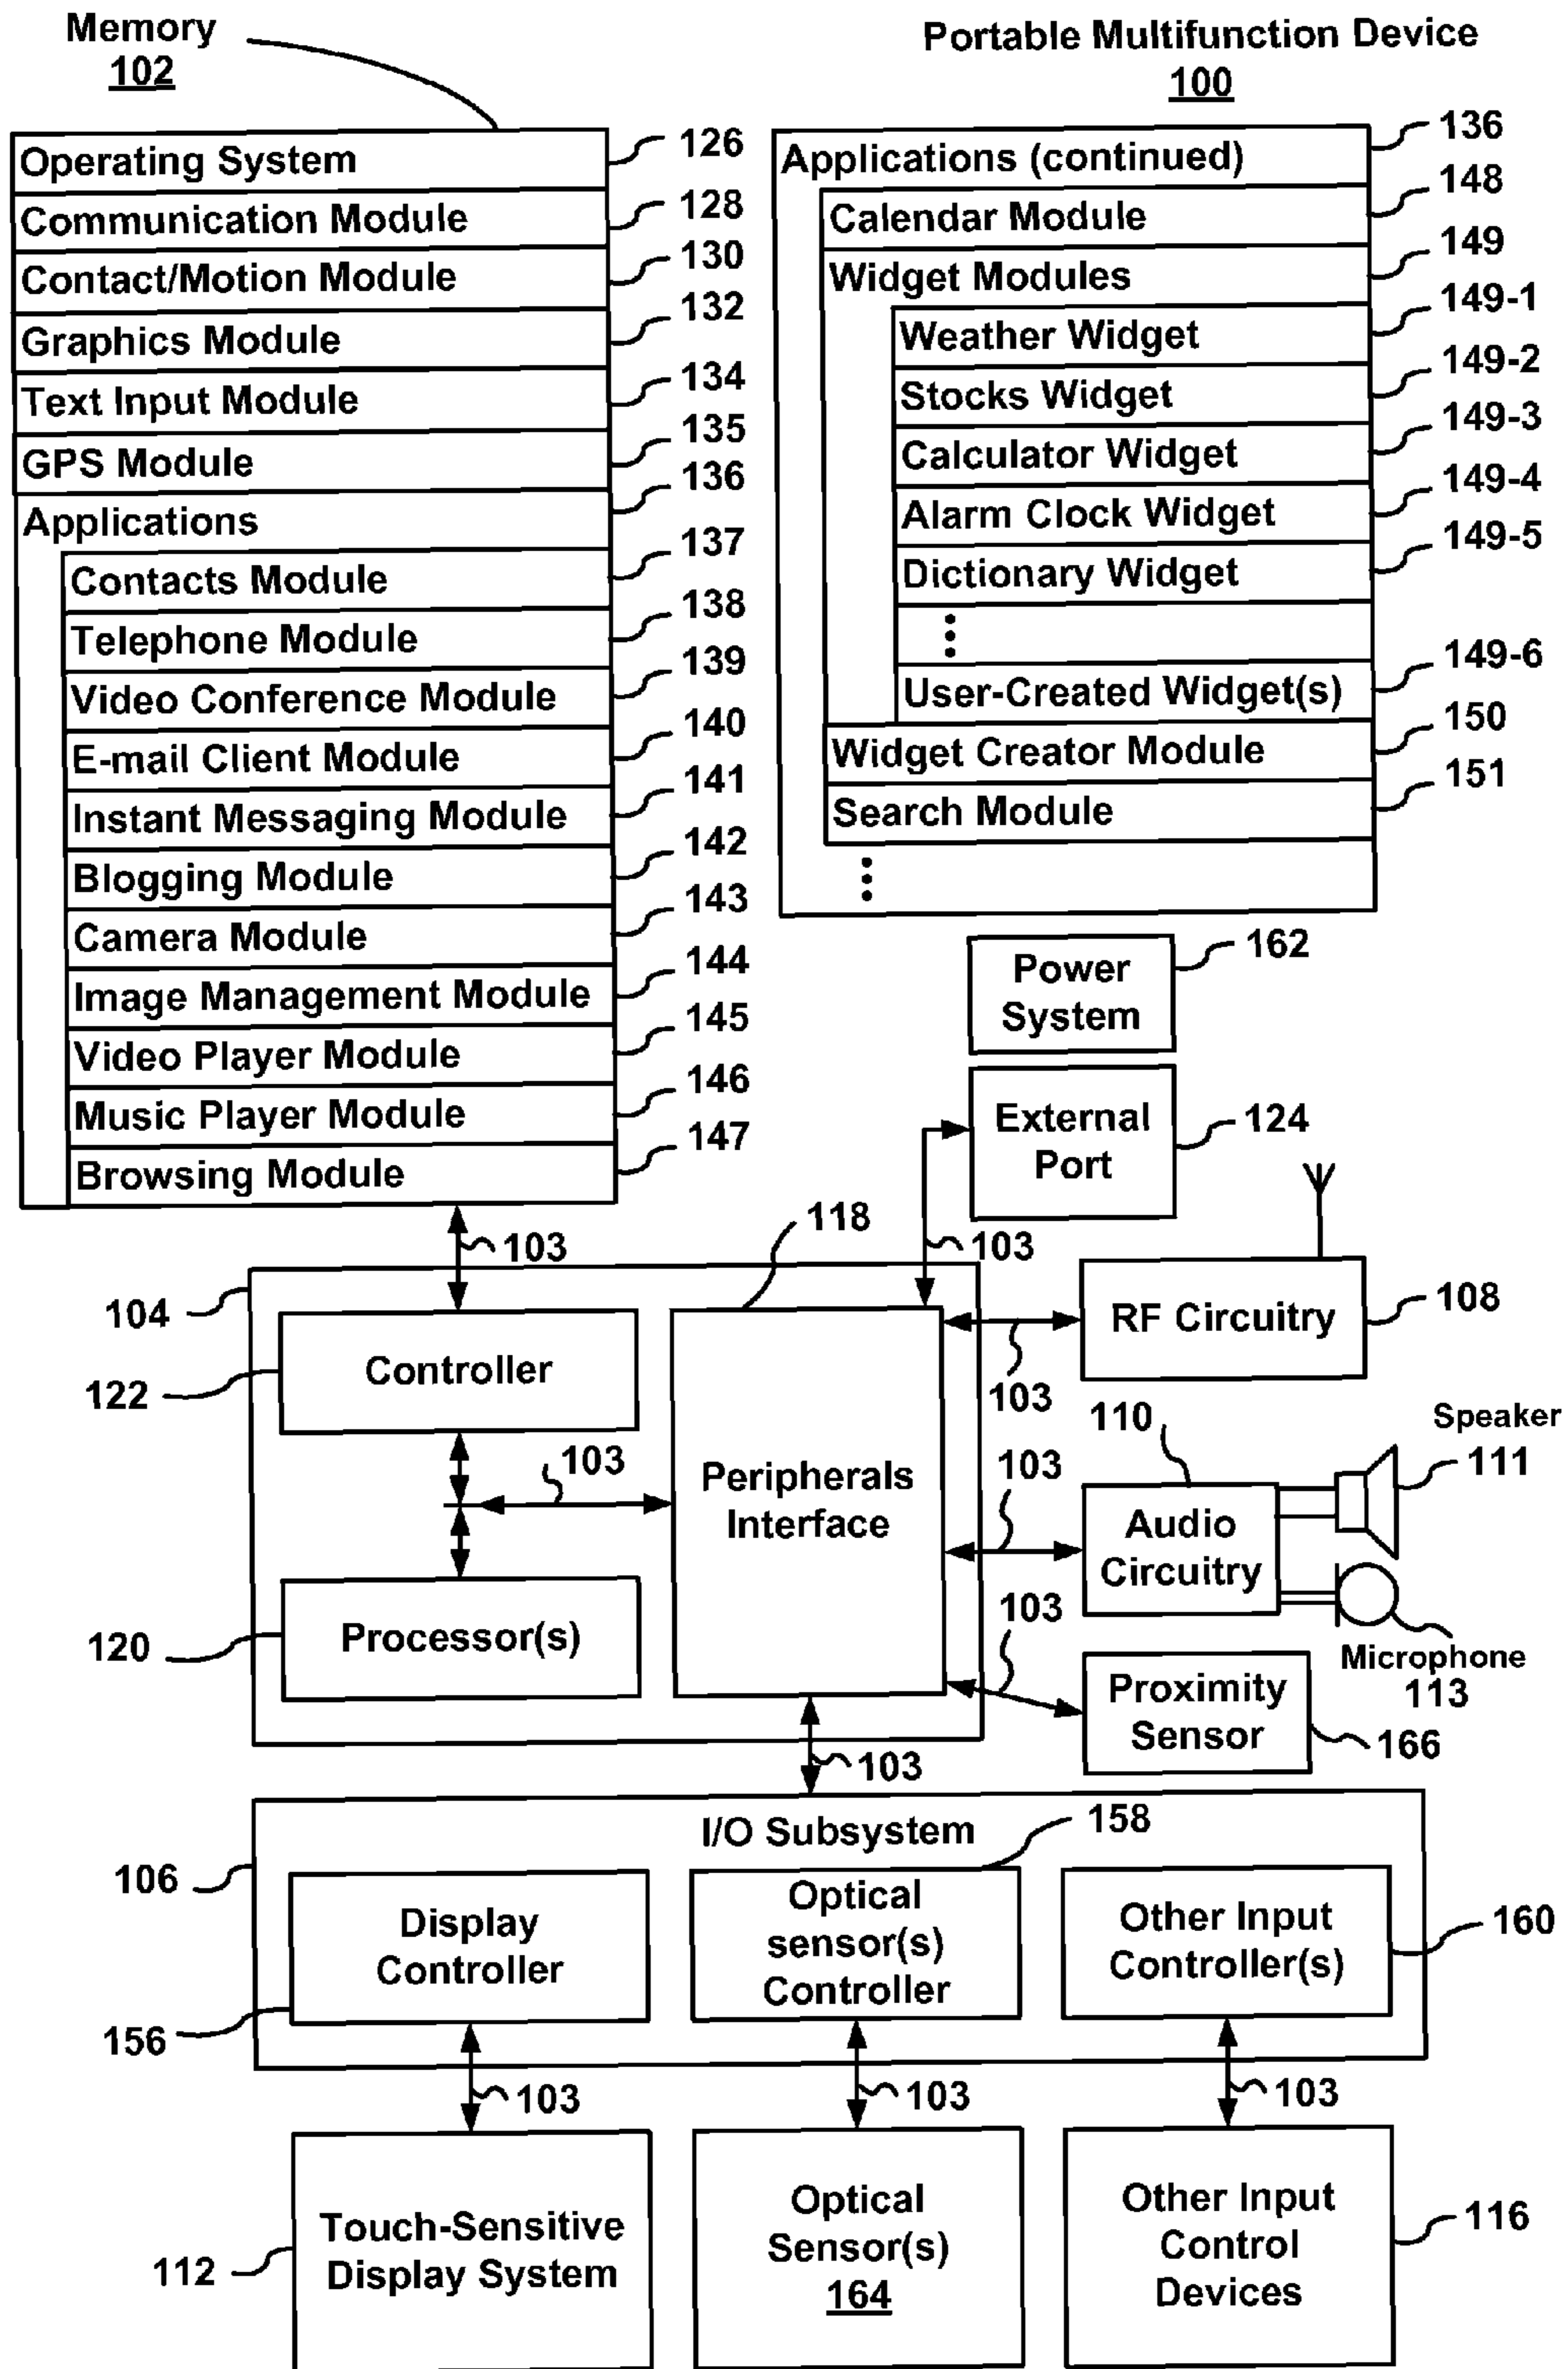 Memory
102
Portable Multifunction Device
100
Operating System
126
Communication Module
128
Contact/Motion Module
130
Graphics Module
132
Text Input Module
134
GPS Module
135
Applications
136
Contacts Module
137
Telephone Module
138
Video Conference Module
139
E-mail Client Module
140
Instant Messaging Module
141
Blogging Module
142
Camera Module
143
Image Management Module
144
Video Player Module
145
Music Player Module
146
Browsing Module
147
Applications (continued)
136
Calendar Module
148
Widget Modules
149
Weather Widget
149-1
Stocks Widget
149-2
Calculator Widget
149-3
Alarm Clock Widget
149-4
Dictionary Widget
149-5
User-Created Widget(s)
149-6
Widget Creator Module
150
Search Module
151
Power
System
162
External
Port
124
103
118
103
104
Controller
122
RF Circuitry
108
103
103
Peripherals
Interface
103
110
Audio
Circuitry
Speaker
111
Microphone
113
Processor(s)
120
103
Proximity
Sensor
166
103
I/O Subsystem
158
106
Display
Controller
156
Optical
sensor(s)
Controller
Other Input
Controller(s)
160
103
103
103
Touch-Sensitive
Display System
112
Optical
Sensor(s)
164
Other Input
Control
Devices
116